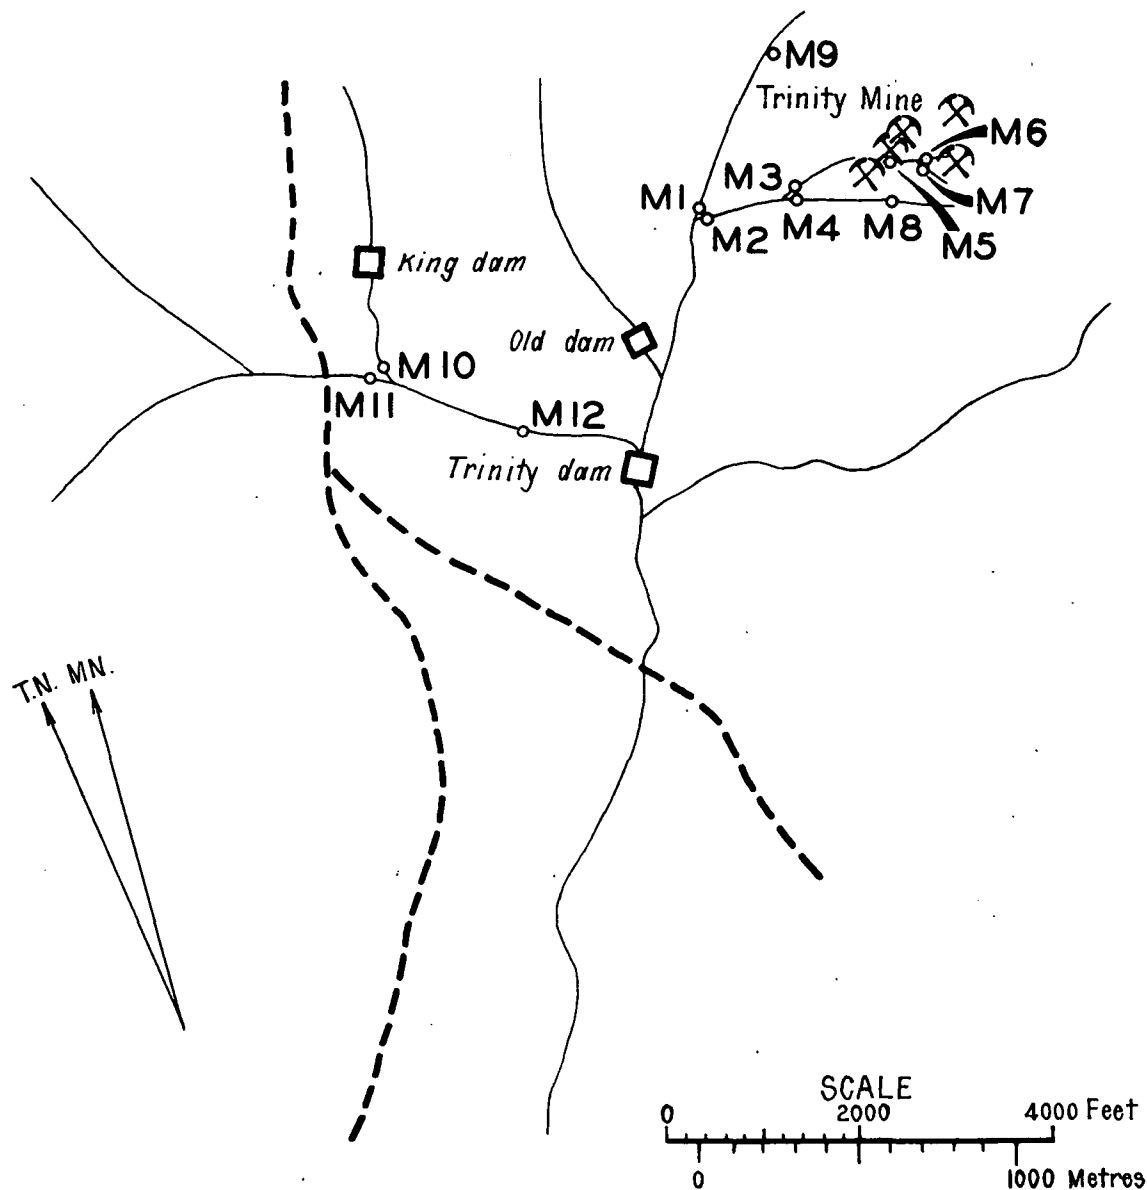 M9
Trinity Mine
M6
M3
M1
M7
M2
M4
M8
M5
King dam
Old dam
M10
M11
M12
Trinity dam
T.N. MN.
SCALE
0 2000 4000 Feet
0 1000 Metres